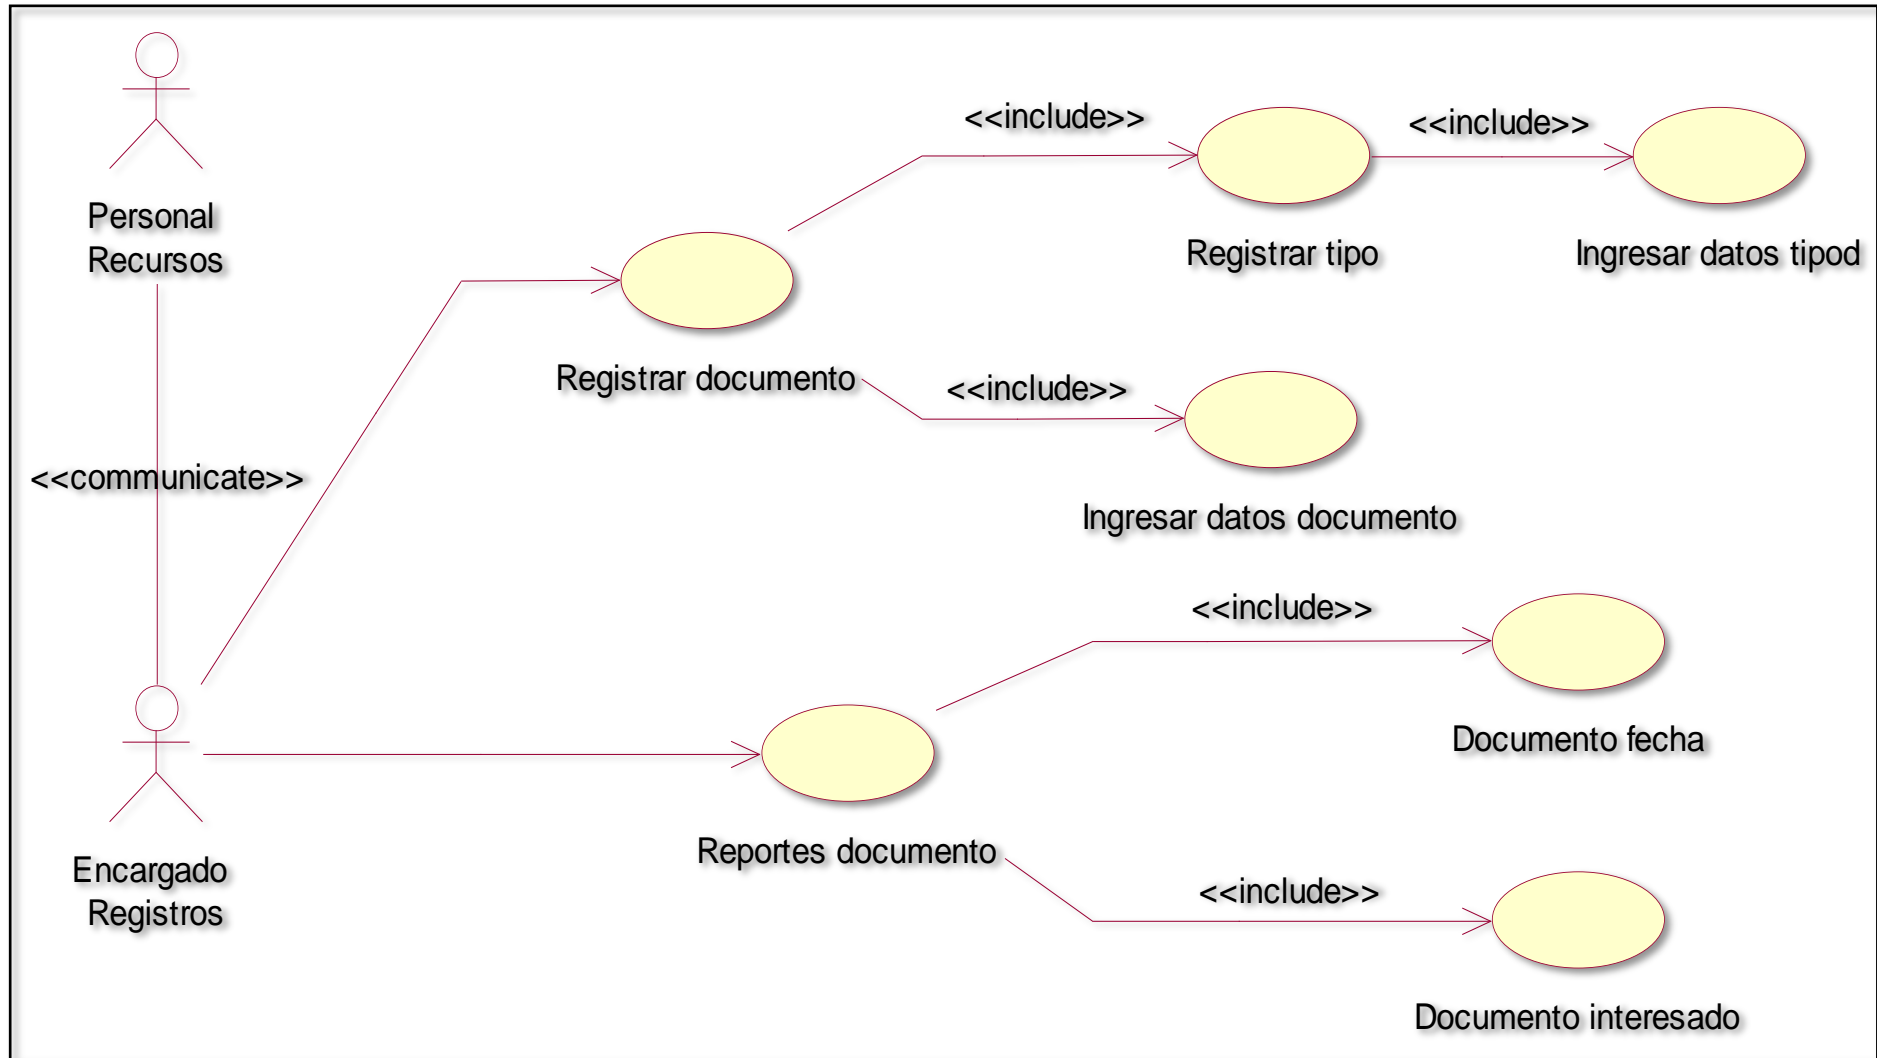 <<include>>
<<include>>
Personal
Recursos
Registrar tipo
Ingresar datos tipod
Registrar documento
<<include>>
<<communicate>>
Ingresar datos documento
<<include>>
Documento fecha
Reportes documento
Encargado
Registros
<<include>>
Documento interesado